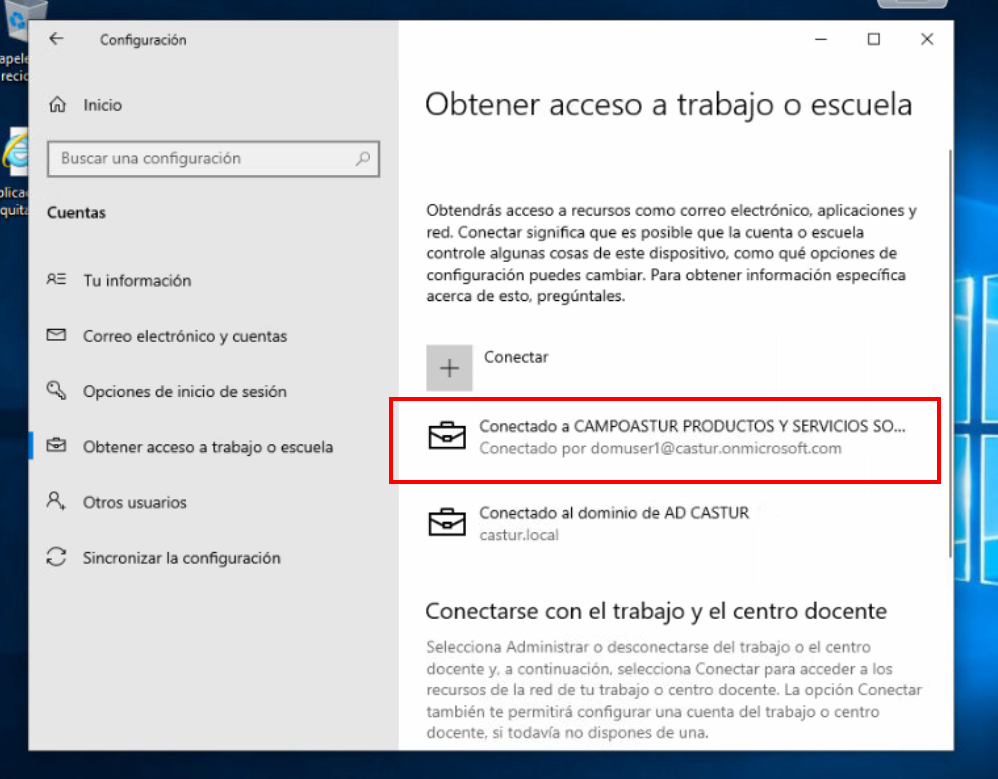 Configuración
Inicio
Buscar una configuración
Cuentas
Tu información
Correo electrónico y cuentas
Opciones de inicio de sesión
Obtener acceso a trabajo o escuela
Otros usuarios
Sincronizar la configuración
Obtener acceso a trabajo o escuela
Obtendrás acceso a recursos como correo electrónico, aplicaciones y
red. Conectar significa que es posible que la cuenta o escuela
controle algunas cosas de este dispositivo, como qué opciones de
configuración puedes cambiar. Para obtener información específica
acerca de esto, pregúntales.
Conectar
Conectado a CAMPOASTUR PRODUCTOS Y SERVICIOS SO...
Conectado por domuser1@castur.onmicrosoft.com
Conectado al dominio de AD CASTUR
castur.local
Conectarse con el trabajo y el centro docente
Selecciona Administrar o desconectarse del trabajo o el centro
docente y, a continuación, selecciona Conectar para acceder a los
recursos de la red de tu trabajo o centro docente. La opción Conectar
también te permitirá configurar una cuenta del trabajo o centro
docente, si todavía no dispones de una.